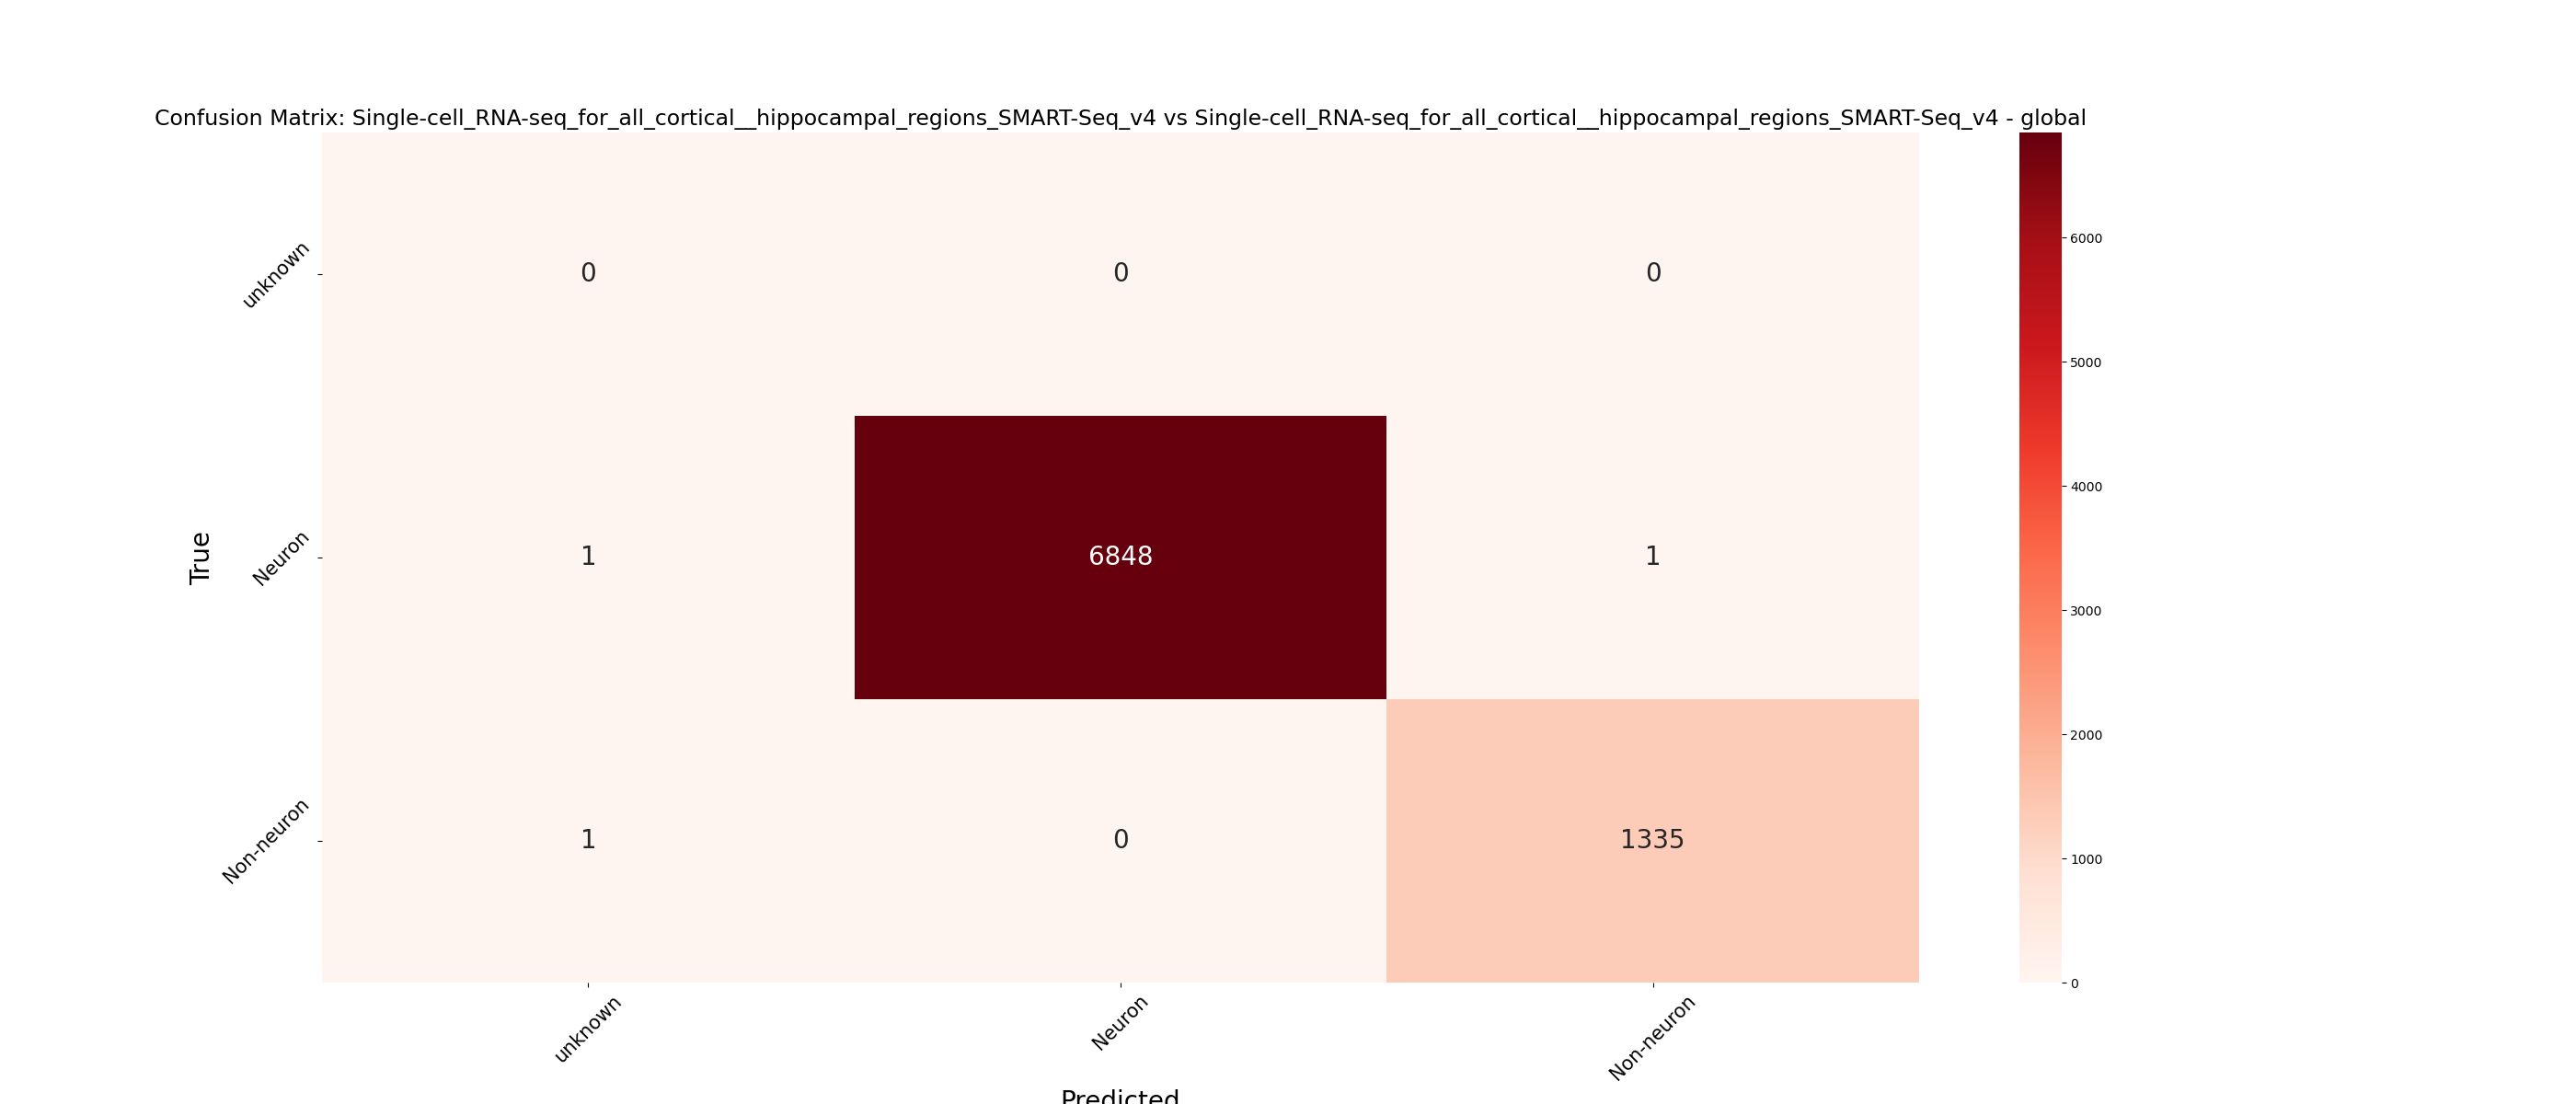 Confusion Matrix: Single-cell_RNA-seq_for_all_cortical__hippocampal_regions_SMART-Seq_v4 vs Single-cell_RNA-seq_for_all_cortical__hippocampal_regions_SMART-Seq_v4 - global
unknown
0
0
0
True
Neuron
1
6848
1
Non-neuron
1
0
1335
unknown
Neuron
Non-neuron
Predicted
6000
5000
4000
3000
2000
1000
0